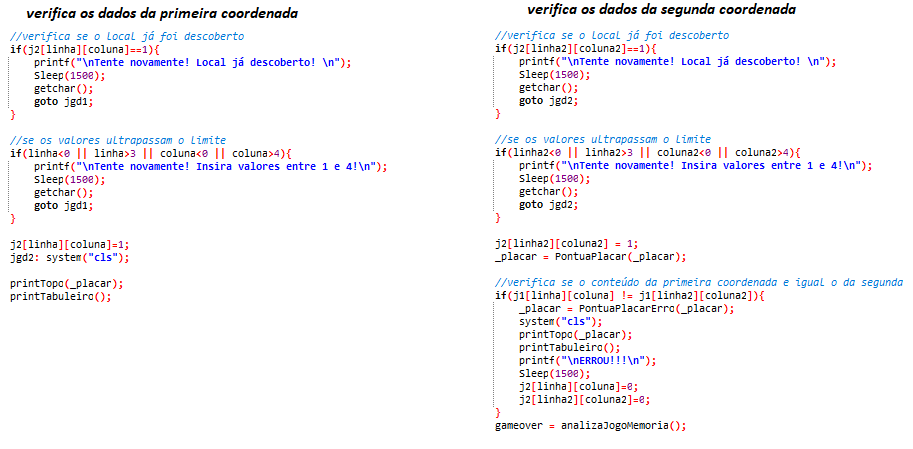 verifica os dados da primeira coordenada
//verifica se o local já foi descoberto
if(j2[linha][coluna]==1){
printf("\nTente novamente! Local já descoberto! \n");
Sleep(1500);
getchar();
goto jgd1;
}
//se os valores ultrapassam o limite
if(linha<0 || linha>3 || coluna<0 || coluna>4){
printf("\nTente novamente! Insira valores entre 1 e 4!\n");
Sleep(1500);
getchar();
goto jgd1;
}
j2[linha][coluna]=1;
jgd2: system("cls");
printTopo(_placar);
printTabuleiro();
verifica os dados da segunda coordenada
//verifica se o local já foi descoberto
if(j2[linha2][coluna2]==1){
printf("\nTente novamente! Local já descoberto! \n");
Sleep(1500);
getchar();
goto jgd2;
}
//se os valores ultrapassam o limite
if(linha2<0 || linha2>3 || coluna2<0 || coluna2>4){
printf("\nTente novamente! Insira valores entre 1 e 4!\n");
Sleep(1500);
getchar();
goto jgd2;
}
j2[linha2][coluna2] = 1;
_placar = PontuaPlacar(_placar);
//verifica se o conteúdo da primeira coordenada e igual o da segunda
if(j1[linha][coluna] != j1[linha2][coluna2]){
_placar = PontuaPlacarErro(_placar);
system("cls");
printTopo(_placar);
printTabuleiro();
printf("\nERROU!!!\n");
Sleep(1500);
j2[linha][coluna]=0;
j2[linha2][coluna2]=0;
}
gameover = analizaJogoMemoria();